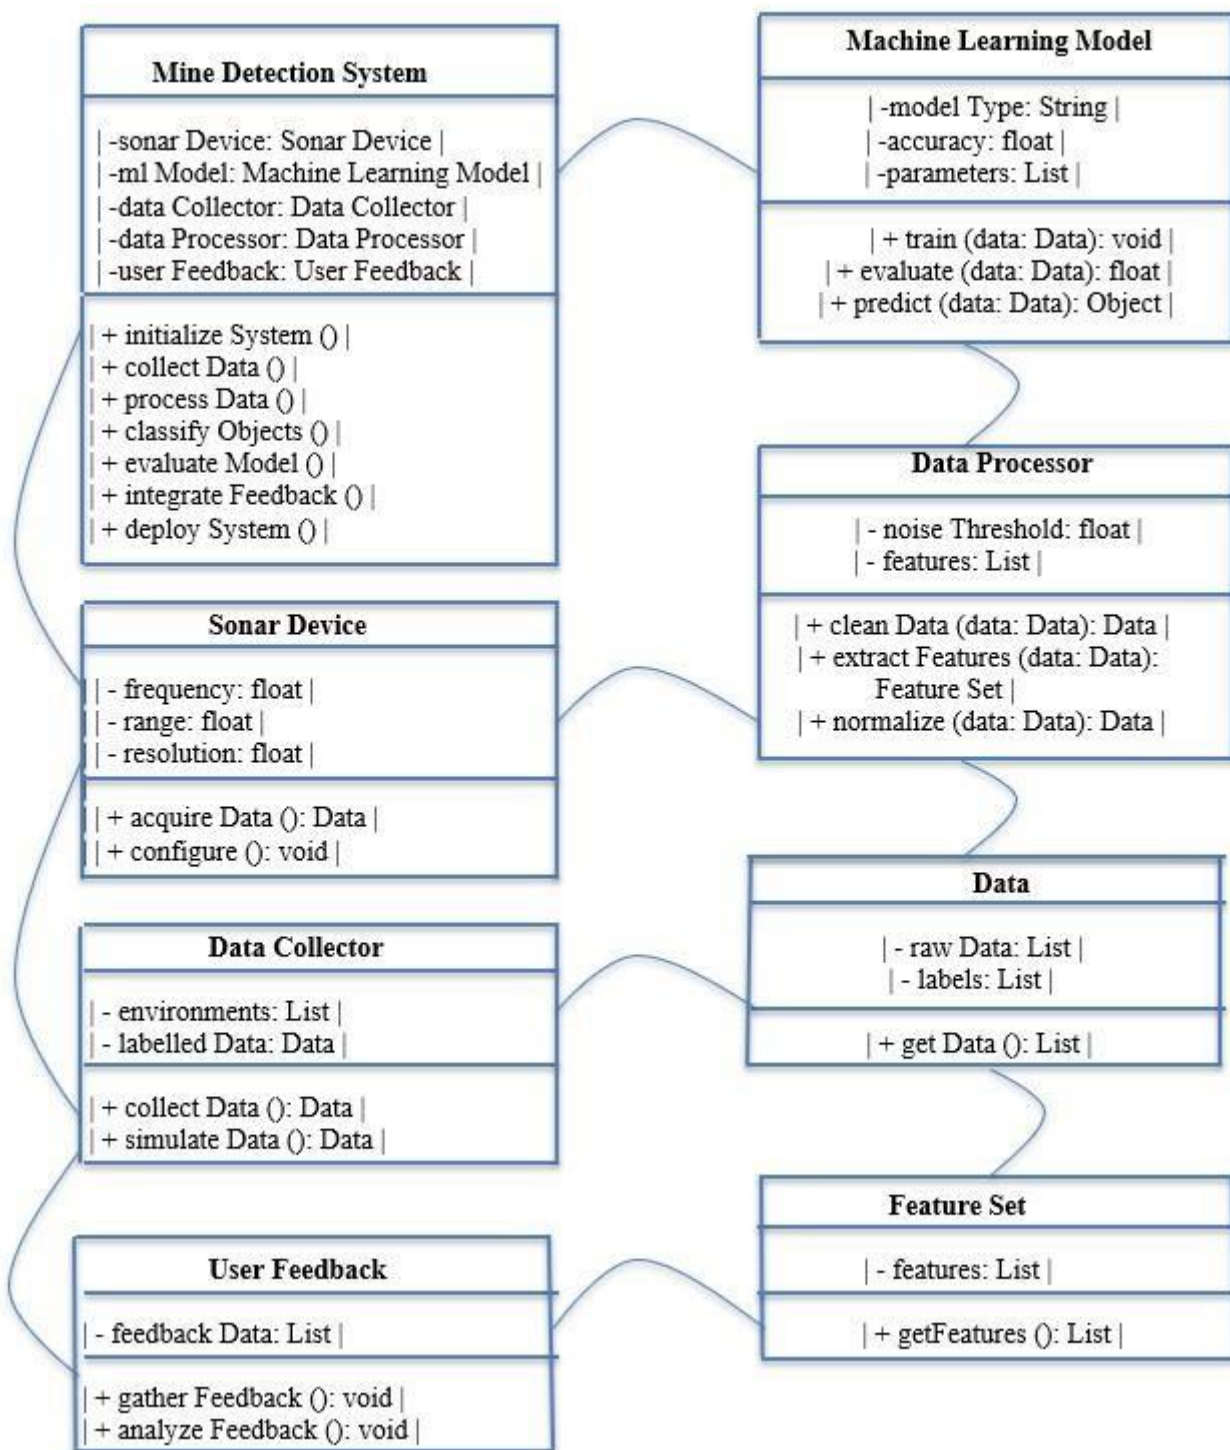 Mine Detection System
| -sonar Device: Sonar Device |
| -ml Model: Machine Learning Model |
| -data Collector: Data Collector |
| -data Processor: Data Processor |
| -user Feedback: User Feedback |
| + initialize System () |
| + collect Data () |
| + process Data () |
| + classify Objects () |
| + evaluate Model () |
| + integrate Feedback () |
| + deploy System () |
Sonar Device
| - frequency: float |
| - range: float |
| - resolution: float |
| + acquire Data (): Data |
| + configure (): void |
Data Collector
| - environments: List |
| - labelled Data: Data |
| + collect Data (): Data |
| + simulate Data (): Data |
User Feedback
| - feedback Data: List |
| + gather Feedback (): void |
| + analyze Feedback (): void |
Machine Learning Model
| -model Type: String |
| -accuracy: float |
| -parameters: List |
| + train (data: Data): void |
| + evaluate (data: Data): float |
| + predict (data: Data): Object |
Data Processor
| - noise Threshold: float |
| - features: List |
| + clean Data (data: Data): Data |
| + extract Features (data: Data):
Feature Set |
| + normalize (data: Data): Data |
Data
| - raw Data: List |
| - labels: List |
| + get Data (): List |
Feature Set
| - features: List |
| + getFeatures (): List |